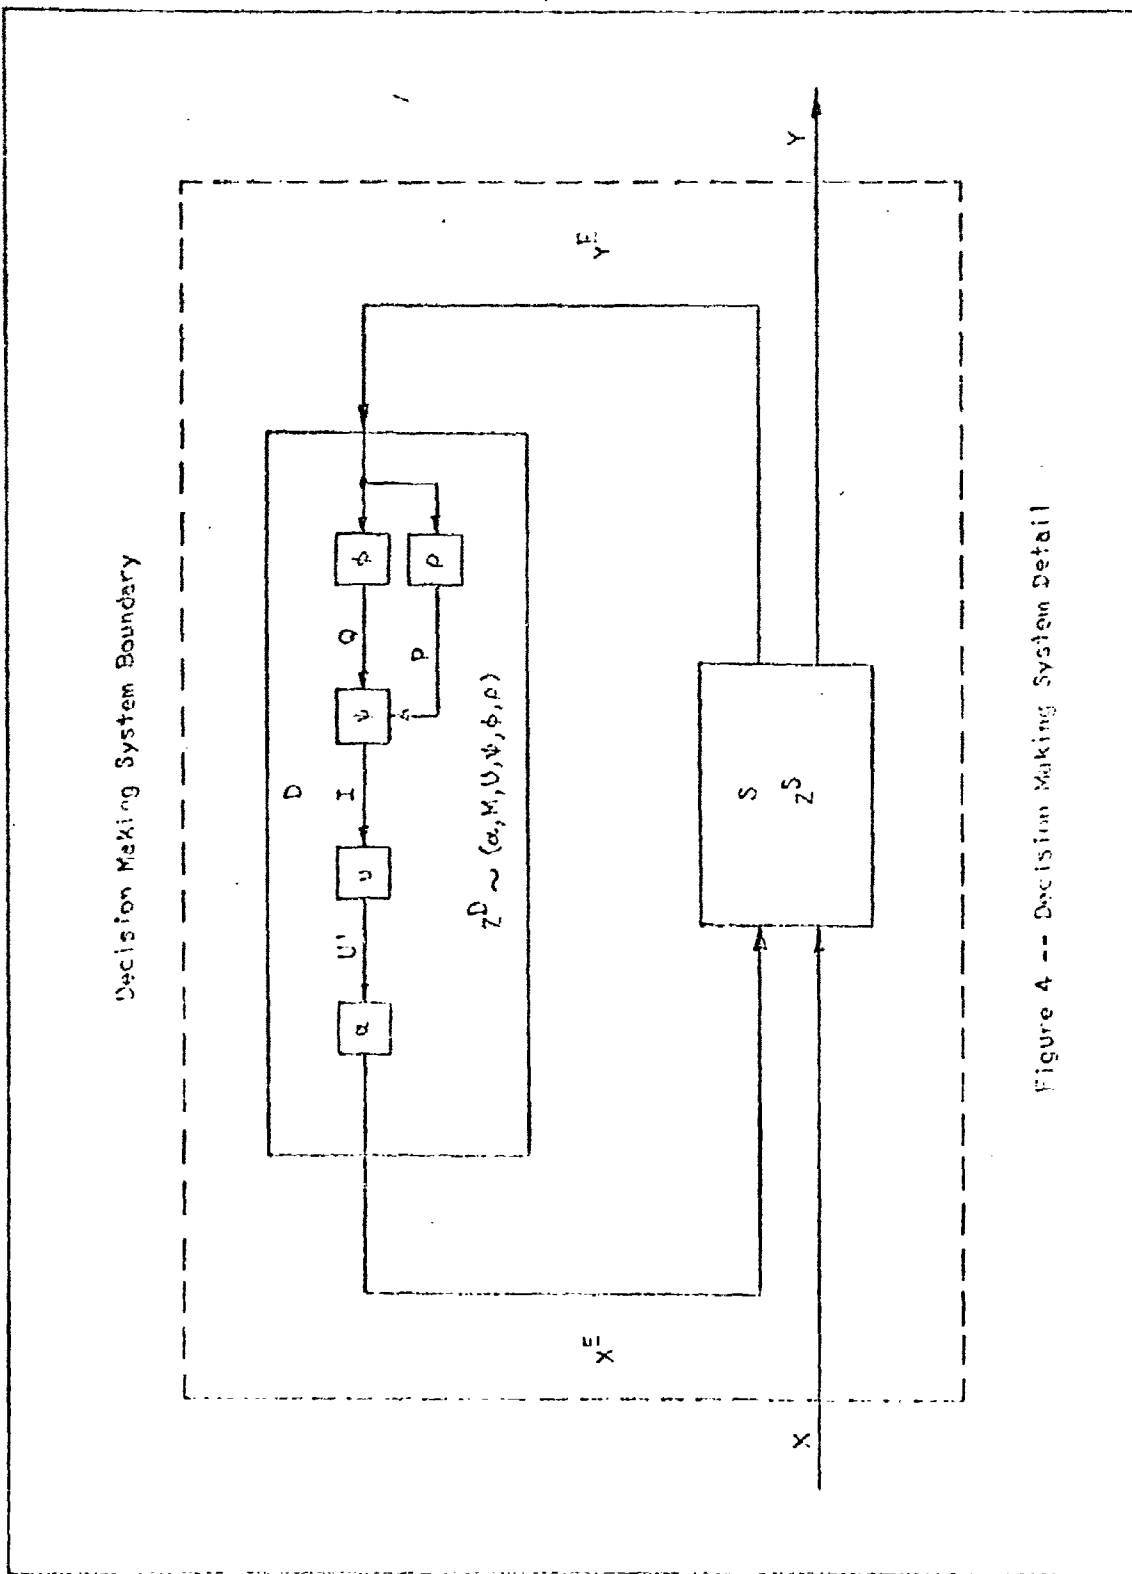 Decision Making System Boundary
D
α
U'
υ
I
ψ
Q
P
φ
ρ
Z^D ~ (α, M, U, ψ, φ, ρ)
X^E
Y^E
S
Z^S
X
Y
Figure 4 -- Decision Making System Detail